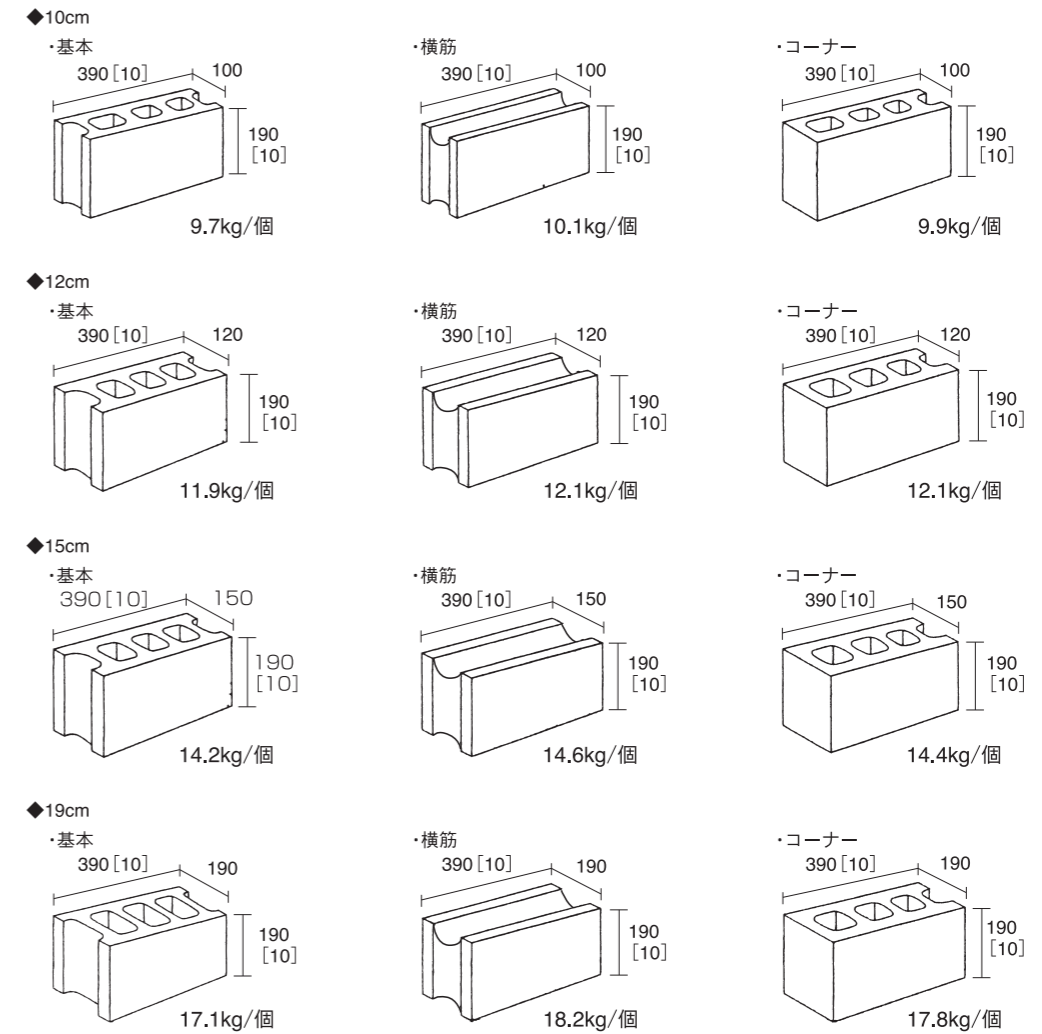 ◆10cm
･基本
390［10］ 100
190
［10］
9.7kg/個
･横筋
390［10］ 100
190
［10］
10.1kg/個
･コーナー
390［10］ 100
190
［10］
9.9kg/個
◆12cm
･基本
390［10］ 120
190
［10］
11.9kg/個
･横筋
390［10］ 120
190
［10］
12.1kg/個
･コーナー
390［10］ 120
190
［10］
12.1kg/個
◆15cm
･基本
390［10］ 150
190
［10］
14.2kg/個
･横筋
390［10］ 150
190
［10］
14.6kg/個
･コーナー
390［10］ 150
190
［10］
14.4kg/個
◆19cm
･基本
390［10］ 190
190
［10］
17.1kg/個
･横筋
390［10］ 190
190
［10］
18.2kg/個
･コーナー
390［10］ 190
190
［10］
17.8kg/個